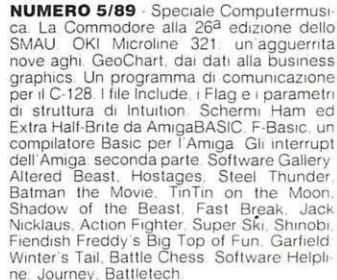 NUMERO 5/89 - Speciale Computermusi-
ca. La Commodore alla 26ª edizione dello
SMAU. OKI Microline 321: un'agguerrita
nove aghi. GeoChart, dai dati alla business
graphics. Un programma di comunicazione
per il C-128. I file Include, i Flag e i parametri
di struttura di Intuition. Schermi Ham ed
Extra Half-Brite da AmigaBASIC. F-Basic, un
compilatore Basic per l'Amiga. Gli interrupt
dell'Amiga: seconda parte. Software Gallery:
Altered Beast, Hostages, Steel Thunder,
Batman the Movie, TinTin on the Moon,
Shadow of the Beast, Fast Break, Jack
Nicklaus, Action Fighter, Super Ski, Shinobi,
Fiendish Freddy's Big Top of Fun, Garfield:
Winter's Tail, Battle Chess. Software Helpli-
ne: Journey, Battletech.